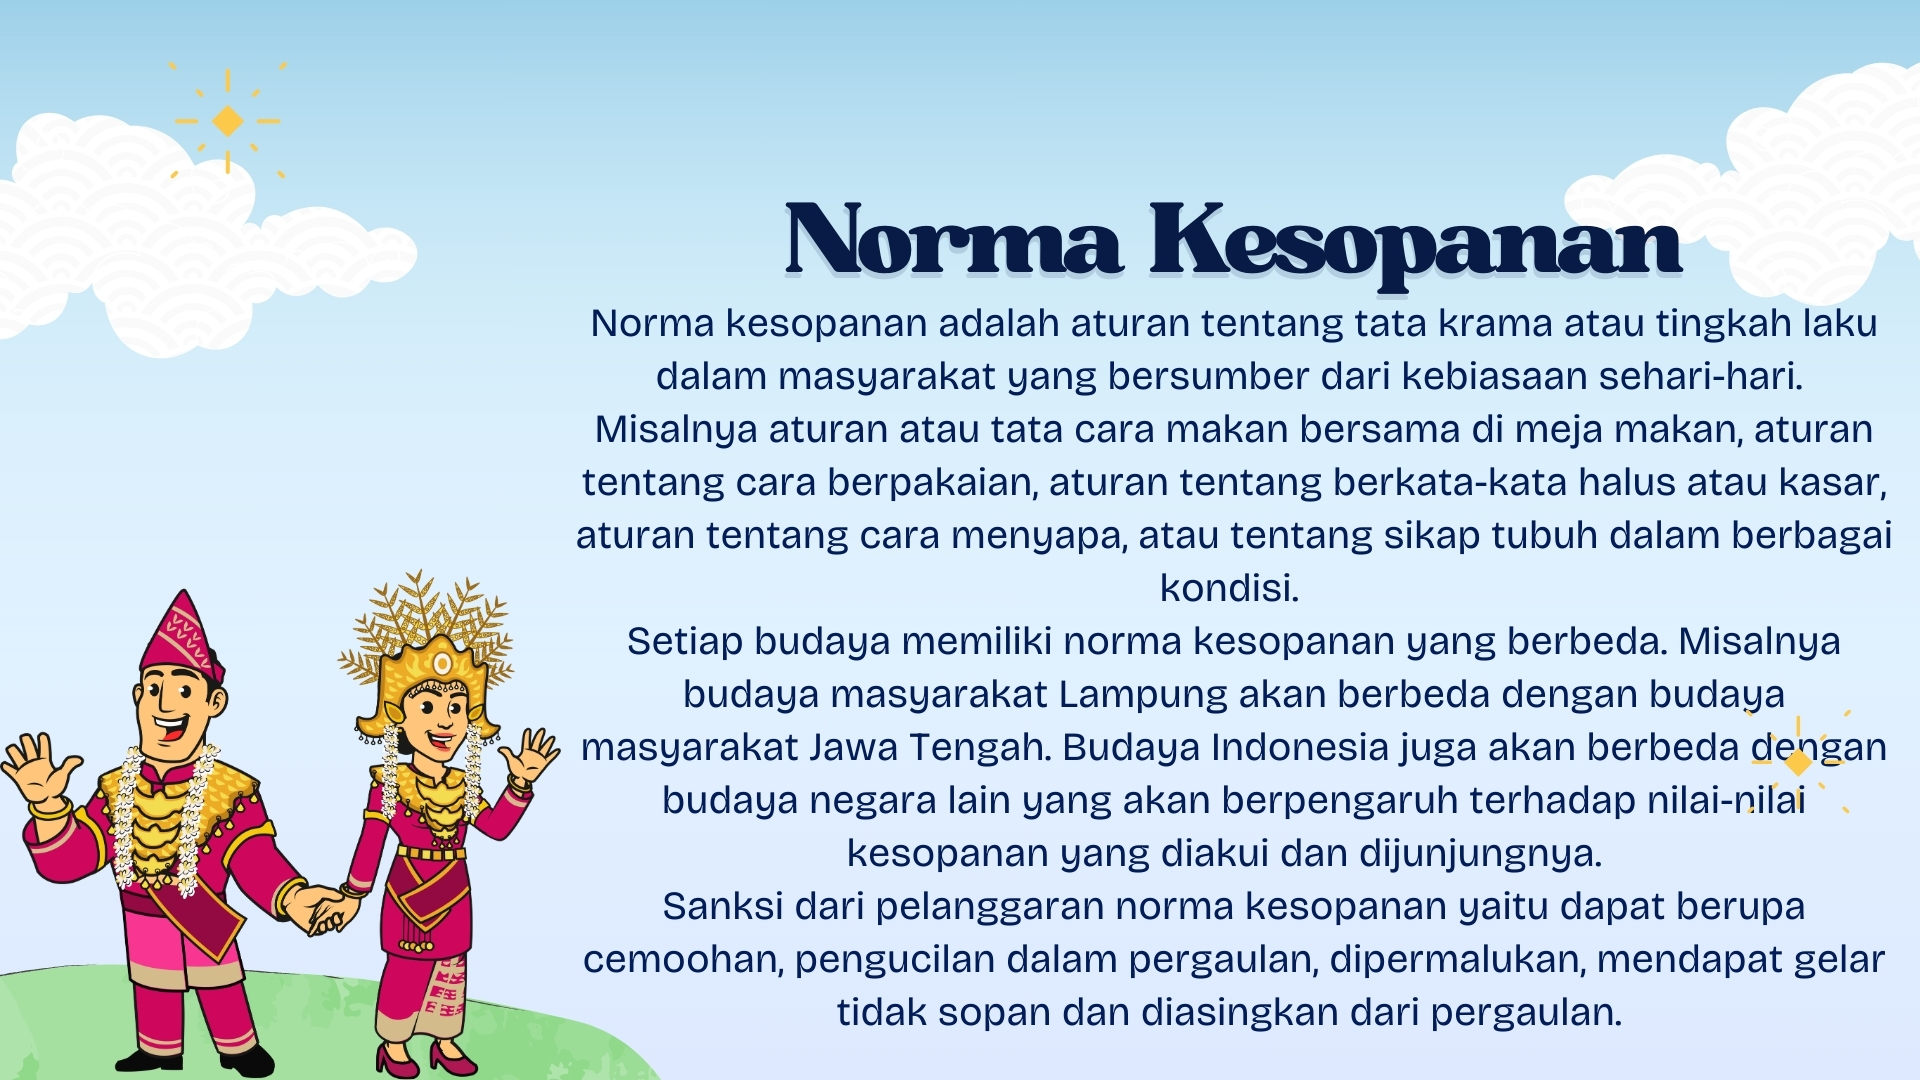 Norma Kesopanan
Norma kesopanan adalah aturan tentang tata krama atau tingkah laku
dalam masyarakat yang bersumber dari kebiasaan sehari-hari.
Misalnya aturan atau tata cara makan bersama di meja makan, aturan
tentang cara berpakaian, aturan tentang berkata-kata halus atau kasar,
aturan tentang cara menyapa, atau tentang sikap tubuh dalam berbagai
kondisi.
Setiap budaya memiliki norma kesopanan yang berbeda. Misalnya
budaya masyarakat Lampung akan berbeda dengan budaya
masyarakat Jawa Tengah. Budaya Indonesia juga akan berbeda dengan
budaya negara lain yang akan berpengaruh terhadap nilai-nilai
kesopanan yang diakui dan dijunjungnya.
Sanksi dari pelanggaran norma kesopanan yaitu dapat berupa
cemoohan, pengucilan dalam pergaulan, dipermalukan, mendapat gelar
tidak sopan dan diasingkan dari pergaulan.